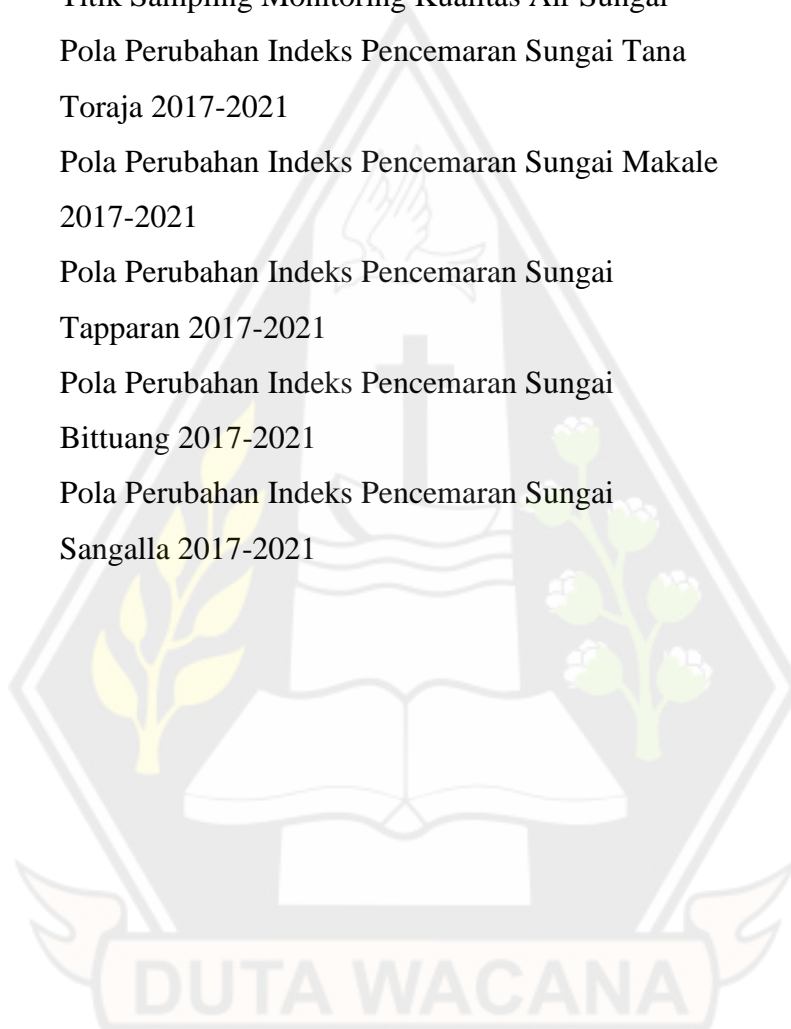 Titik Sampling Monitoring Kualitas Air Sungai
Pola Perubahan Indeks Pencemaran Sungai Tana
Toraja 2017-2021
Pola Perubahan Indeks Pencemaran Sungai Makale
2017-2021
Pola Perubahan Indeks Pencemaran Sungai
Tapparan 2017-2021
Pola Perubahan Indeks Pencemaran Sungai
Bittuang 2017-2021
Pola Perubahan Indeks Pencemaran Sungai
Sangalla 2017-2021
DUTA WACANA